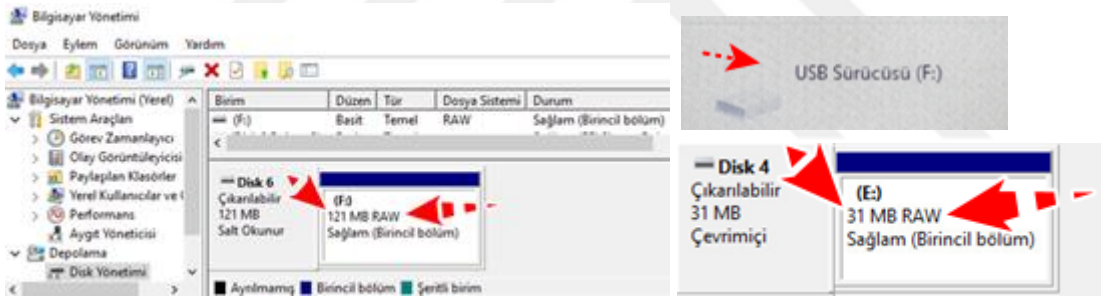 Bilgisayar Yönetimi
Dosya Eylem Görünüm Yardım
Bilgisayar Yönetimi (Yerel)
Sistem Araçları
Görev Zamanlayıcı
Olay Görüntüleyicisi
Paylaşılan Klasörler
Yerel Kullanıcılar ve
Performans
Aygıt Yöneticisi
Depolama
Disk Yönetimi
Birim Düzen Tür Dosya Sistemi Durum
(F:) Basit Temel RAW Sağlam (Birincil bölüm)
Disk 6
Çıkarılabilir
121 MB
Salt Okunur
(F:)
121 MB RAW
Sağlam (Birincil bölüm)
Ayrılmamış Birincil bölüm Şeritli birim
USB Sürücüsü (F:)
Disk 4
Çıkarılabilir
31 MB
Çevrimiçi
(E:)
31 MB RAW
Sağlam (Birincil bölüm)